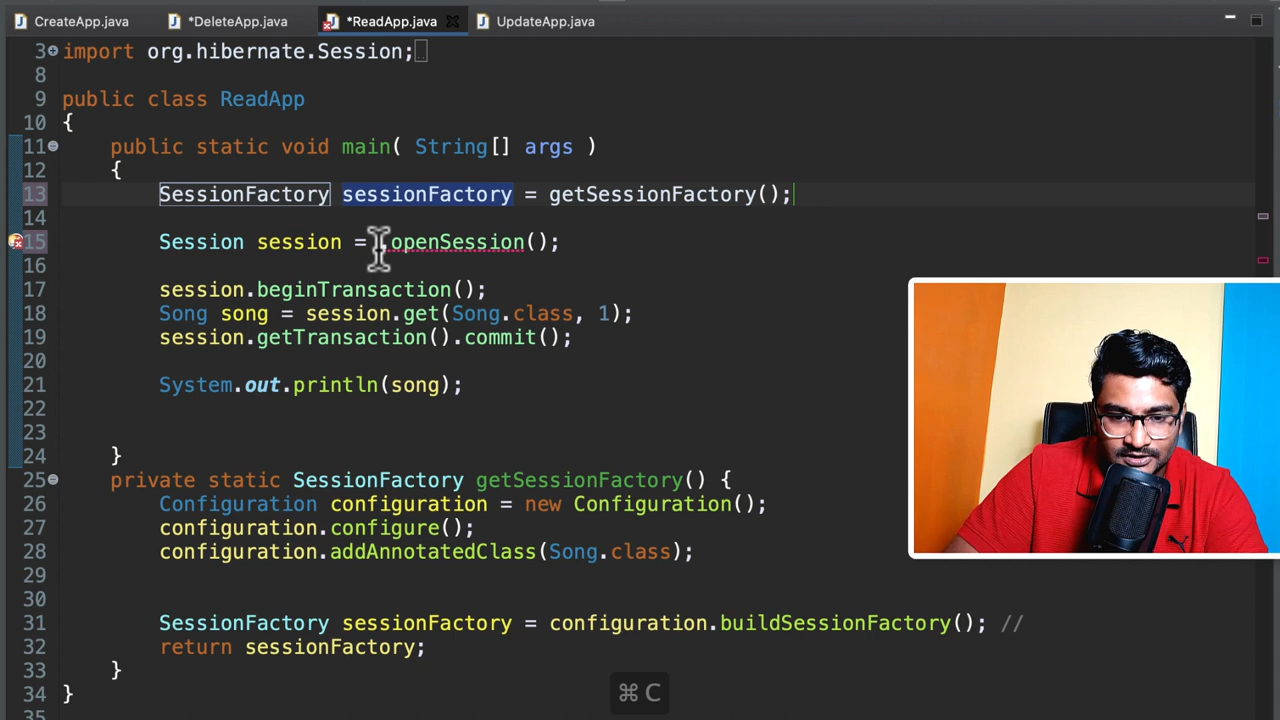 CreateApp.java *DeleteApp.java *ReadApp.java UpdateApp.java
3 import org.hibernate.Session;
8
9 public class ReadApp
10 {
11 public static void main( String[] args )
12 {
13 SessionFactory sessionFactory = getSessionFactory();
14
15 Session session = .openSession();
16
17 session.beginTransaction();
18 Song song = session.get(Song.class, 1);
19 session.getTransaction().commit();
20
21 System.out.println(song);
22
23
24 }
25 private static SessionFactory getSessionFactory() {
26 Configuration configuration = new Configuration();
27 configuration.configure();
28 configuration.addAnnotatedClass(Song.class);
29
30
31 SessionFactory sessionFactory = configuration.buildSessionFactory(); //
32 return sessionFactory;
33 }
34 }
35
⌘ C